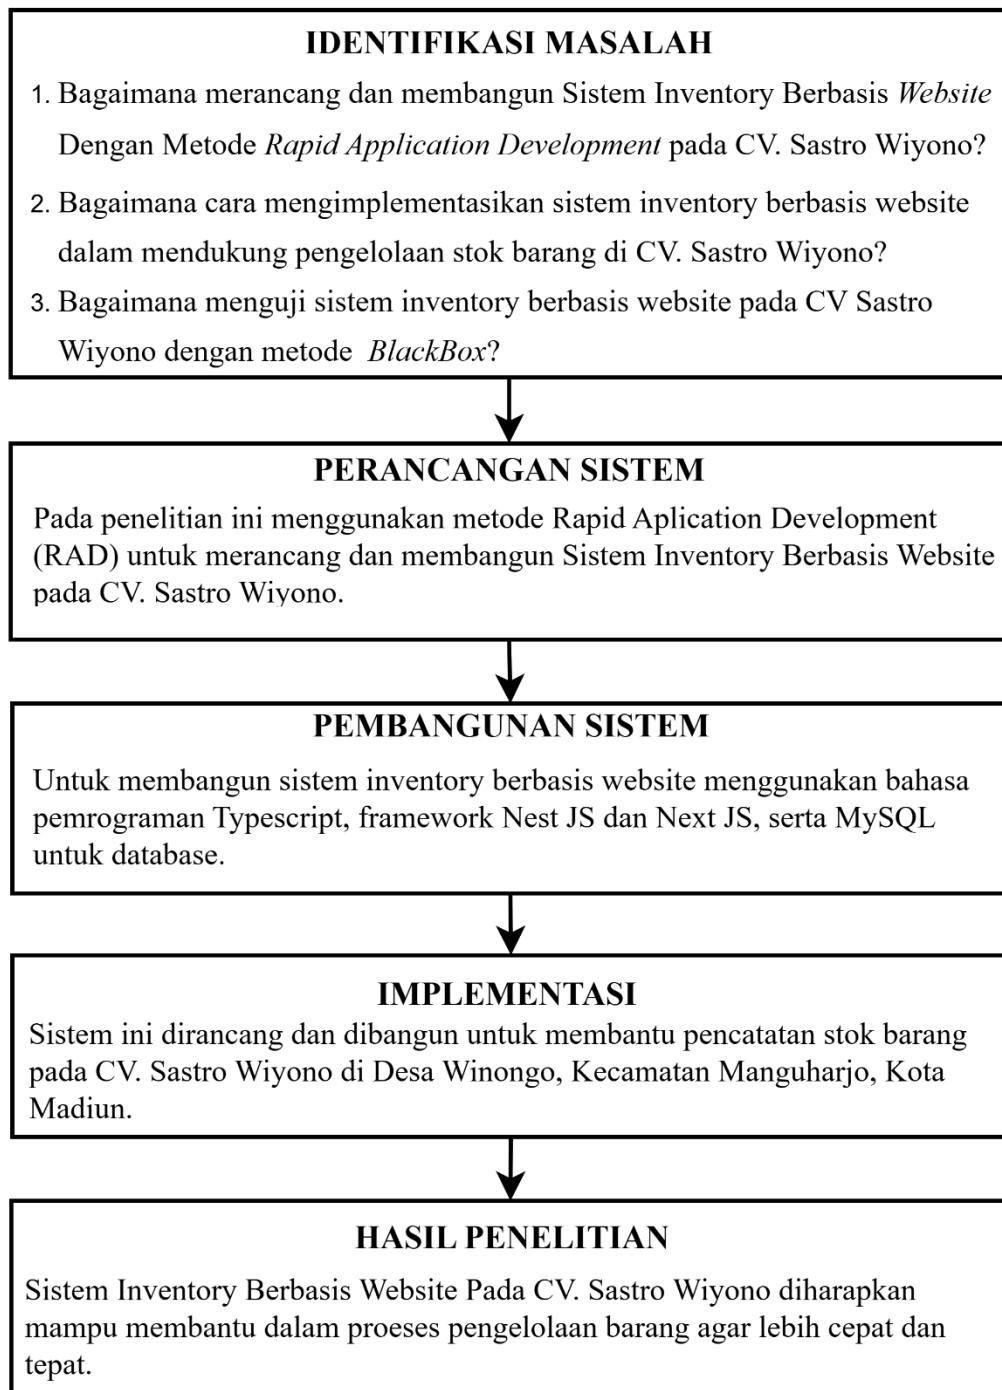 IDENTIFIKASI MASALAH
1. Bagaimana merancang dan membangun Sistem Inventory Berbasis Website
Dengan Metode Rapid Application Development pada CV. Sastro Wiyono?
2. Bagaimana cara mengimplementasikan sistem inventory berbasis website
dalam mendukung pengelolaan stok barang di CV. Sastro Wiyono?
3. Bagaimana menguji sistem inventory berbasis website pada CV Sastro
Wiyono dengan metode BlackBox?
PERANCANGAN SISTEM
Pada penelitian ini menggunakan metode Rapid Aplication Development
(RAD) untuk merancang dan membangun Sistem Inventory Berbasis Website
pada CV. Sastro Wiyono.
PEMBANGUNAN SISTEM
Untuk membangun sistem inventory berbasis website menggunakan bahasa
pemrograman Typescript, framework Nest JS dan Next JS, serta MySQL
untuk database.
IMPLEMENTASI
Sistem ini dirancang dan dibangun untuk membantu pencatatan stok barang
pada CV. Sastro Wiyono di Desa Winongo, Kecamatan Manguharjo, Kota
Madiun.
HASIL PENELITIAN
Sistem Inventory Berbasis Website Pada CV. Sastro Wiyono diharapkan
mampu membantu dalam proeses pengelolaan barang agar lebih cepat dan
tepat.